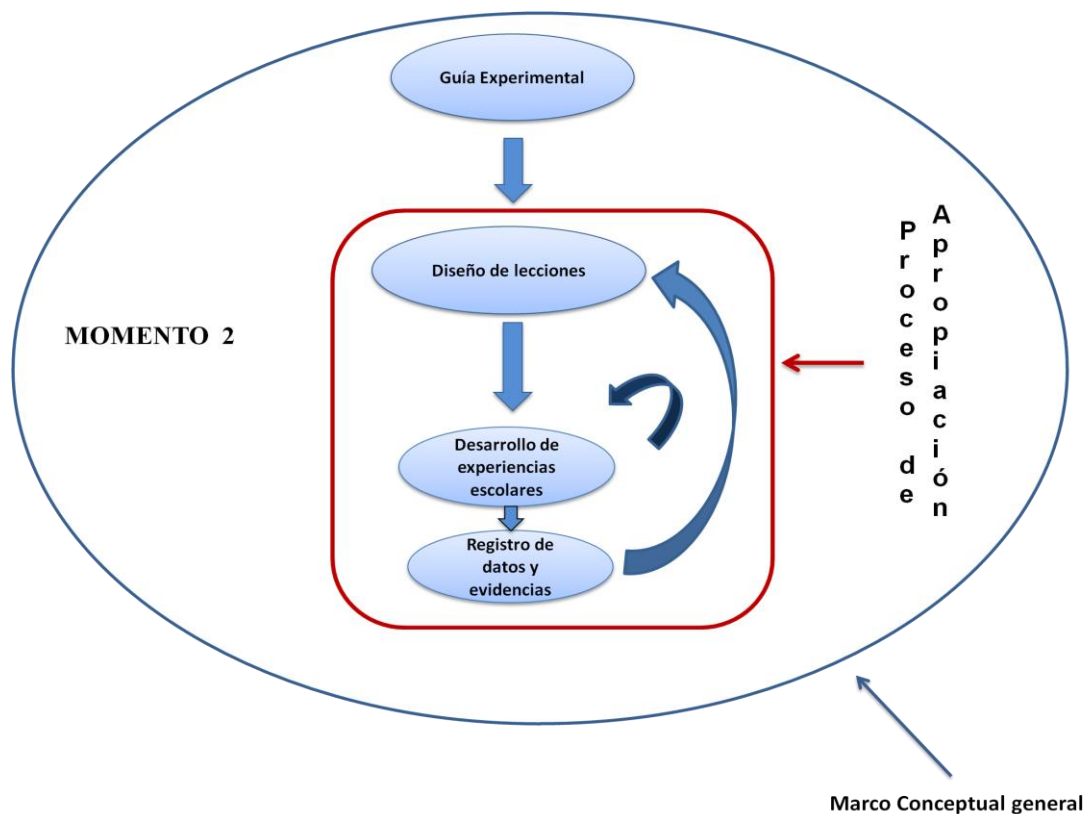 Guía Experimental
Diseño de lecciones
MOMENTO 2
Desarrollo de
experiencias
escolares
Registro de
datos y
evidencias
Proceso de
Apropiación
Marco Conceptual general